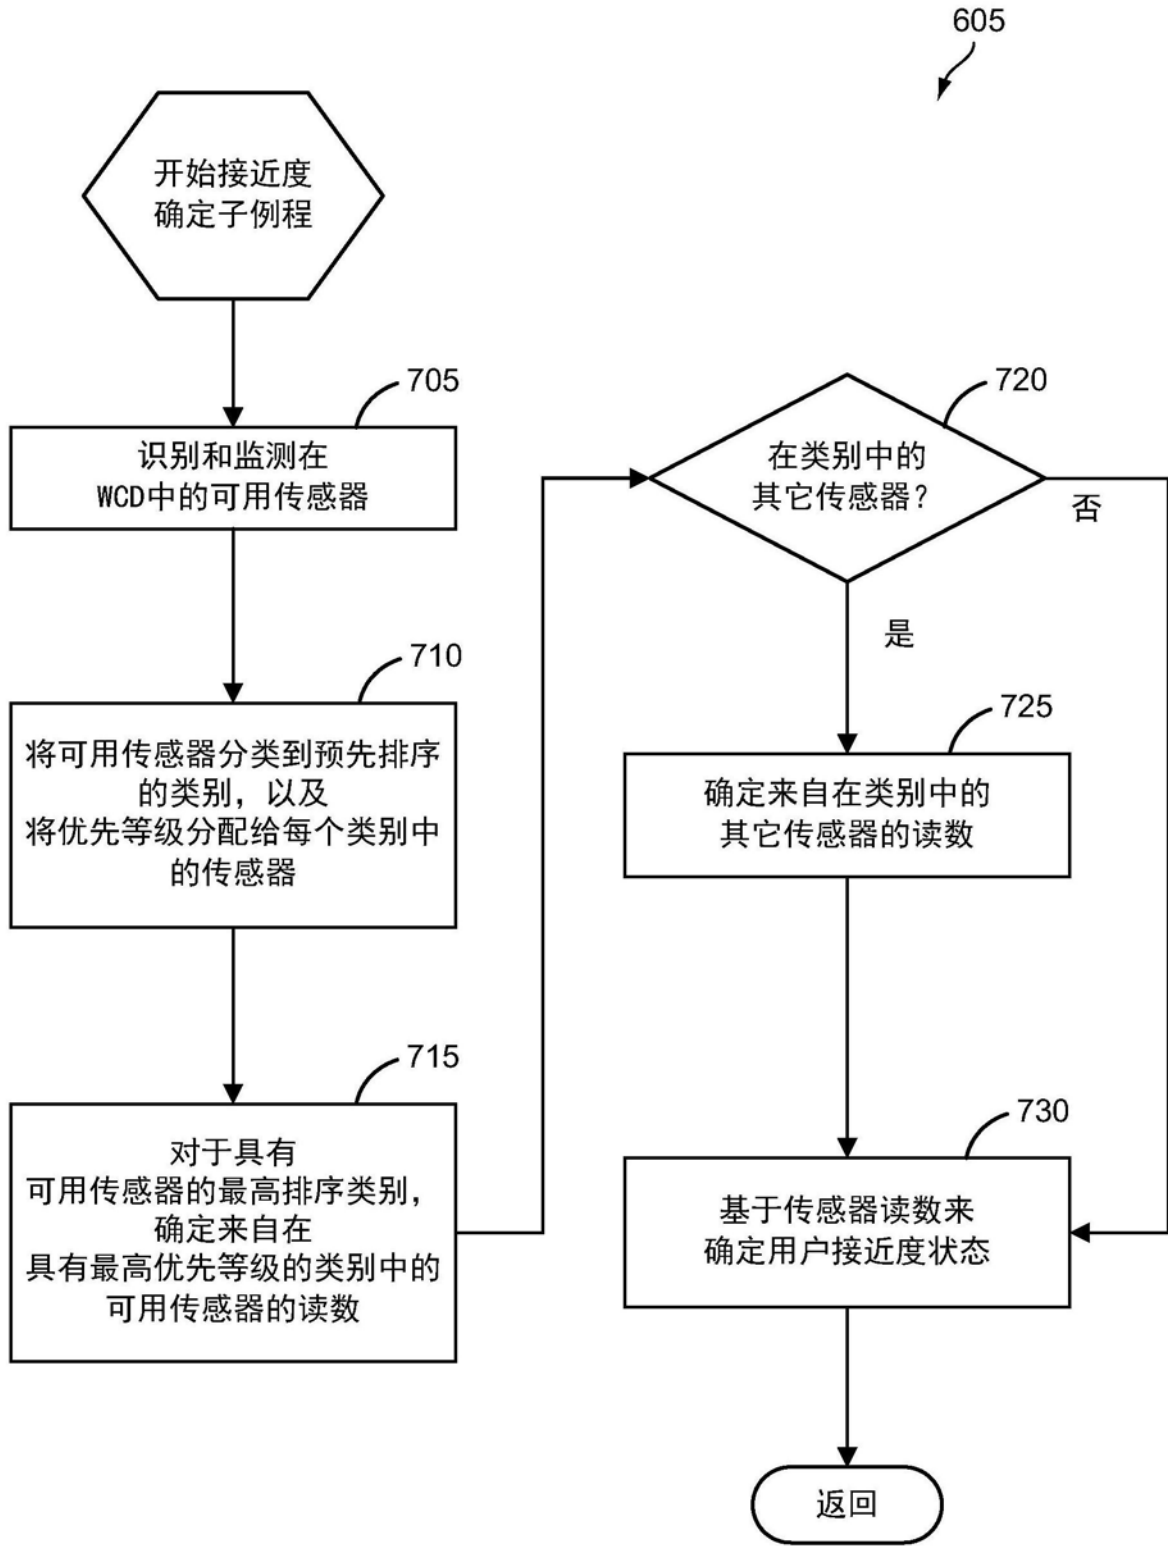 605
开始接近度
确定子例程
705
识别和监测在
WCD中的可用传感器
710
将可用传感器分类到预先排序
的类别，以及
将优先等级分配给每个类别中
的传感器
715
对于具有
可用传感器的最高排序类别，
确定来自在
具有最高优先等级的类别中的
可用传感器的读数
720
在类别中的
其它传感器？
否
是
725
确定来自在类别中的
其它传感器的读数
730
基于传感器读数来
确定用户接近度状态
返回